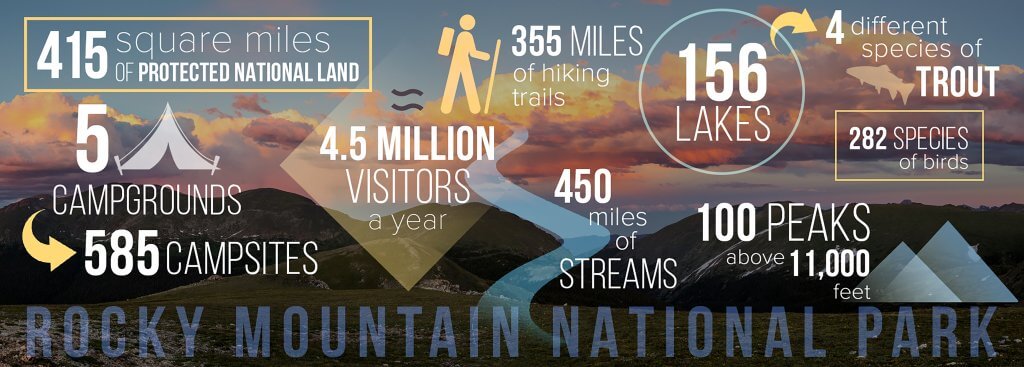 415 square miles
OF PROTECTED NATIONAL LAND
5
CAMPGROUNDS
585 CAMPSITES
4.5 MILLION
VISITORS
a year
355 MILES
of hiking
trails
450
miles
of
STREAMS
156
LAKES
4 different
species of
TROUT
282 SPECIES
of birds
100 PEAKS
above 11,000
feet
ROCKY MOUNTAIN NATIONAL PARK